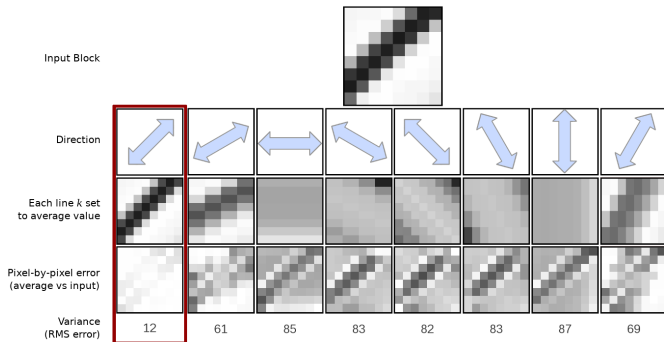 Input Block
Direction
Each line k set
to average value
Pixel-by-pixel error
(average vs input)
Variance
(RMS error)
12 61 85 83 82 83 87 69